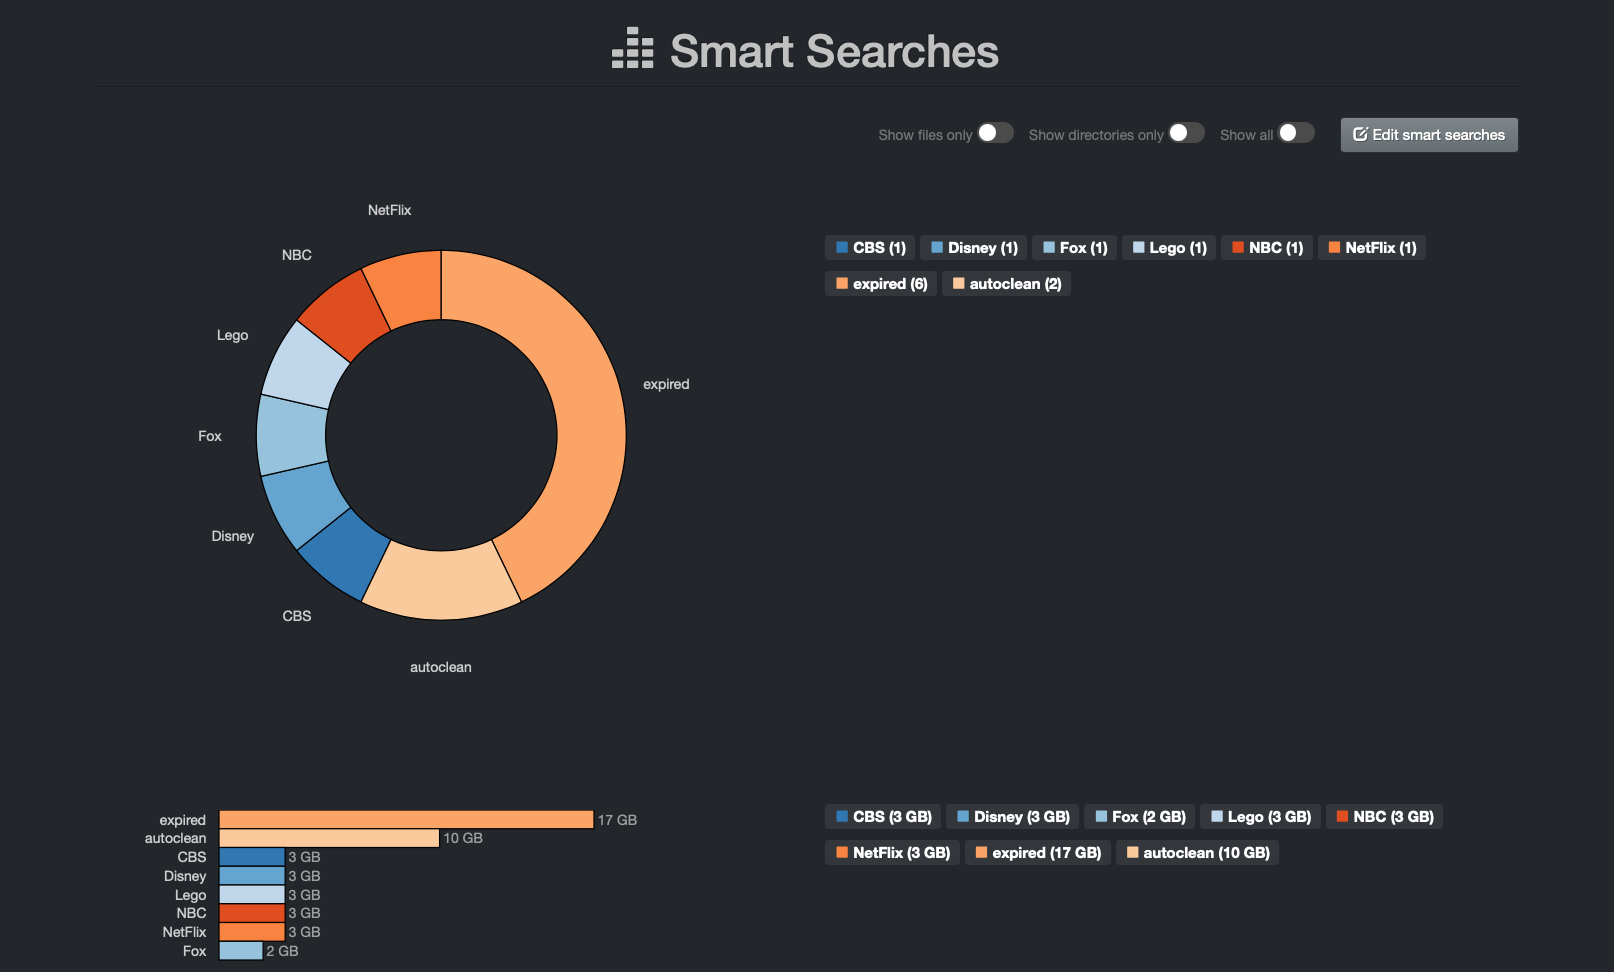 Smart Searches
Show files only Show directories only Show all Edit smart searches
NetFlix
NBC
Lego
Fox
Disney
CBS
autoclean
expired
CBS (1) Disney (1) Fox (1) Lego (1) NBC (1) NetFlix (1)
expired (6) autoclean (2)
expired 17 GB
autoclean 10 GB
CBS 3 GB
Disney 3 GB
Lego 3 GB
NBC 3 GB
NetFlix 3 GB
Fox 2 GB
CBS (3 GB) Disney (3 GB) Fox (2 GB) Lego (3 GB) NBC (3 GB)
NetFlix (3 GB) expired (17 GB) autoclean (10 GB)